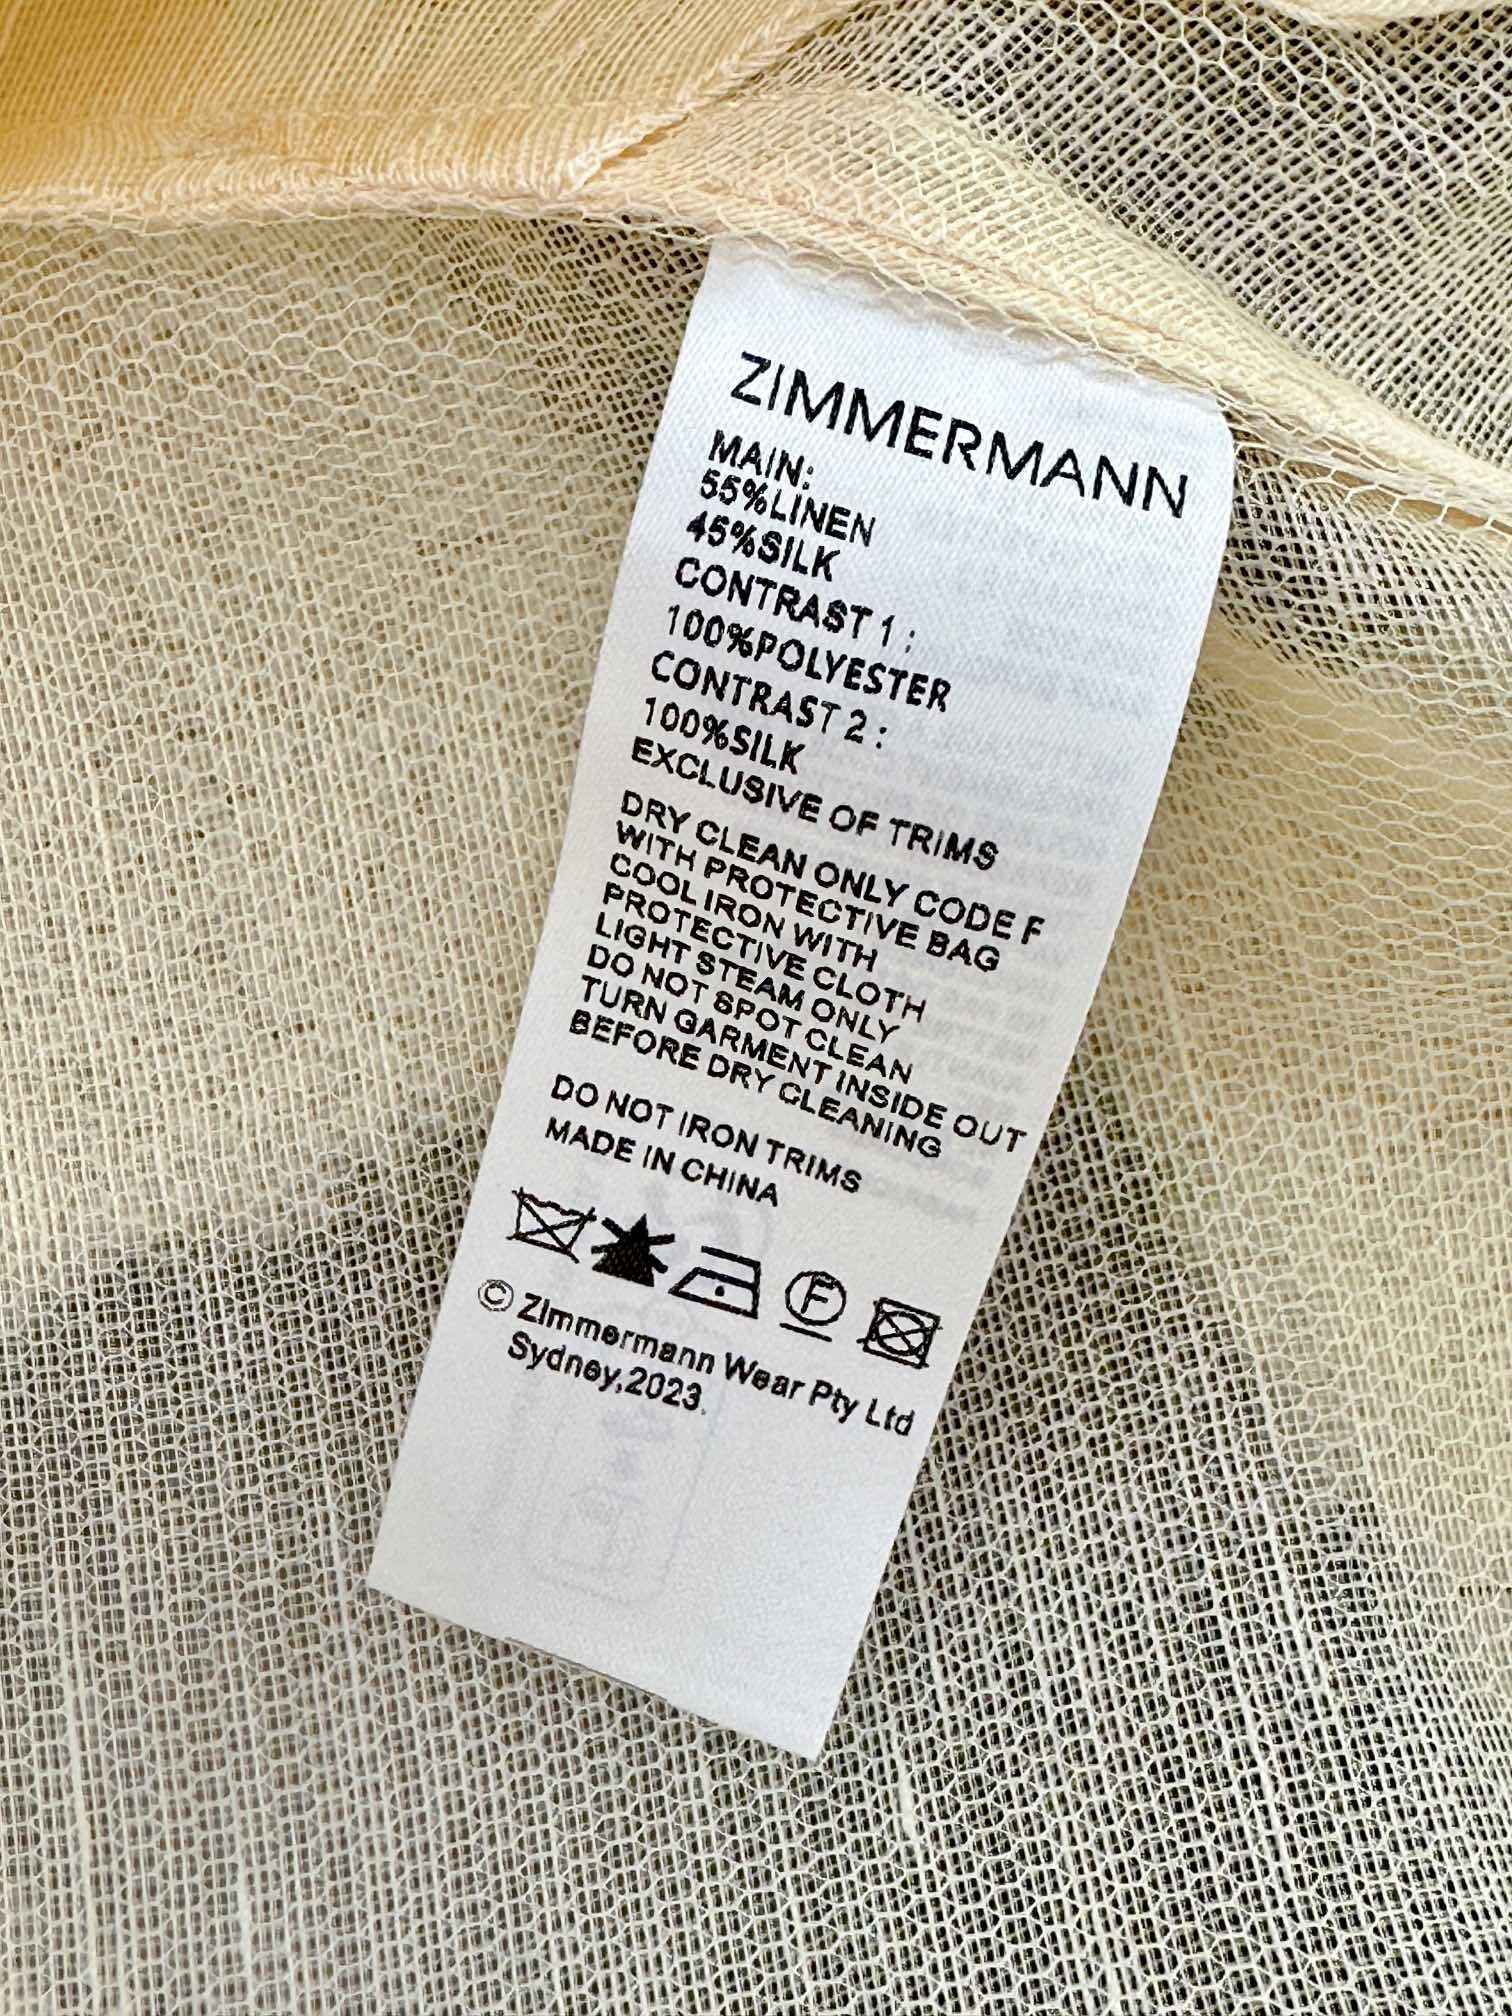 ZIMMERMANN
MAIN:
55%LINEN
45%SILK
CONTRAST 1 :
100%POLYESTER
CONTRAST 2 :
100%SILK
EXCLUSIVE OF TRIMS
DRY CLEAN ONLY CODE F
WITH PROTECTIVE BAG
COOL IRON WITH
PROTECTIVE CLOTH
LIGHT STEAM ONLY
DO NOT SPOT CLEAN
TURN GARMENT INSIDE OUT
BEFORE DRY CLEANING
DO NOT IRON TRIMS
MADE IN CHINA
F
© Zimmermann Wear Pty Ltd
Sydney,2023.